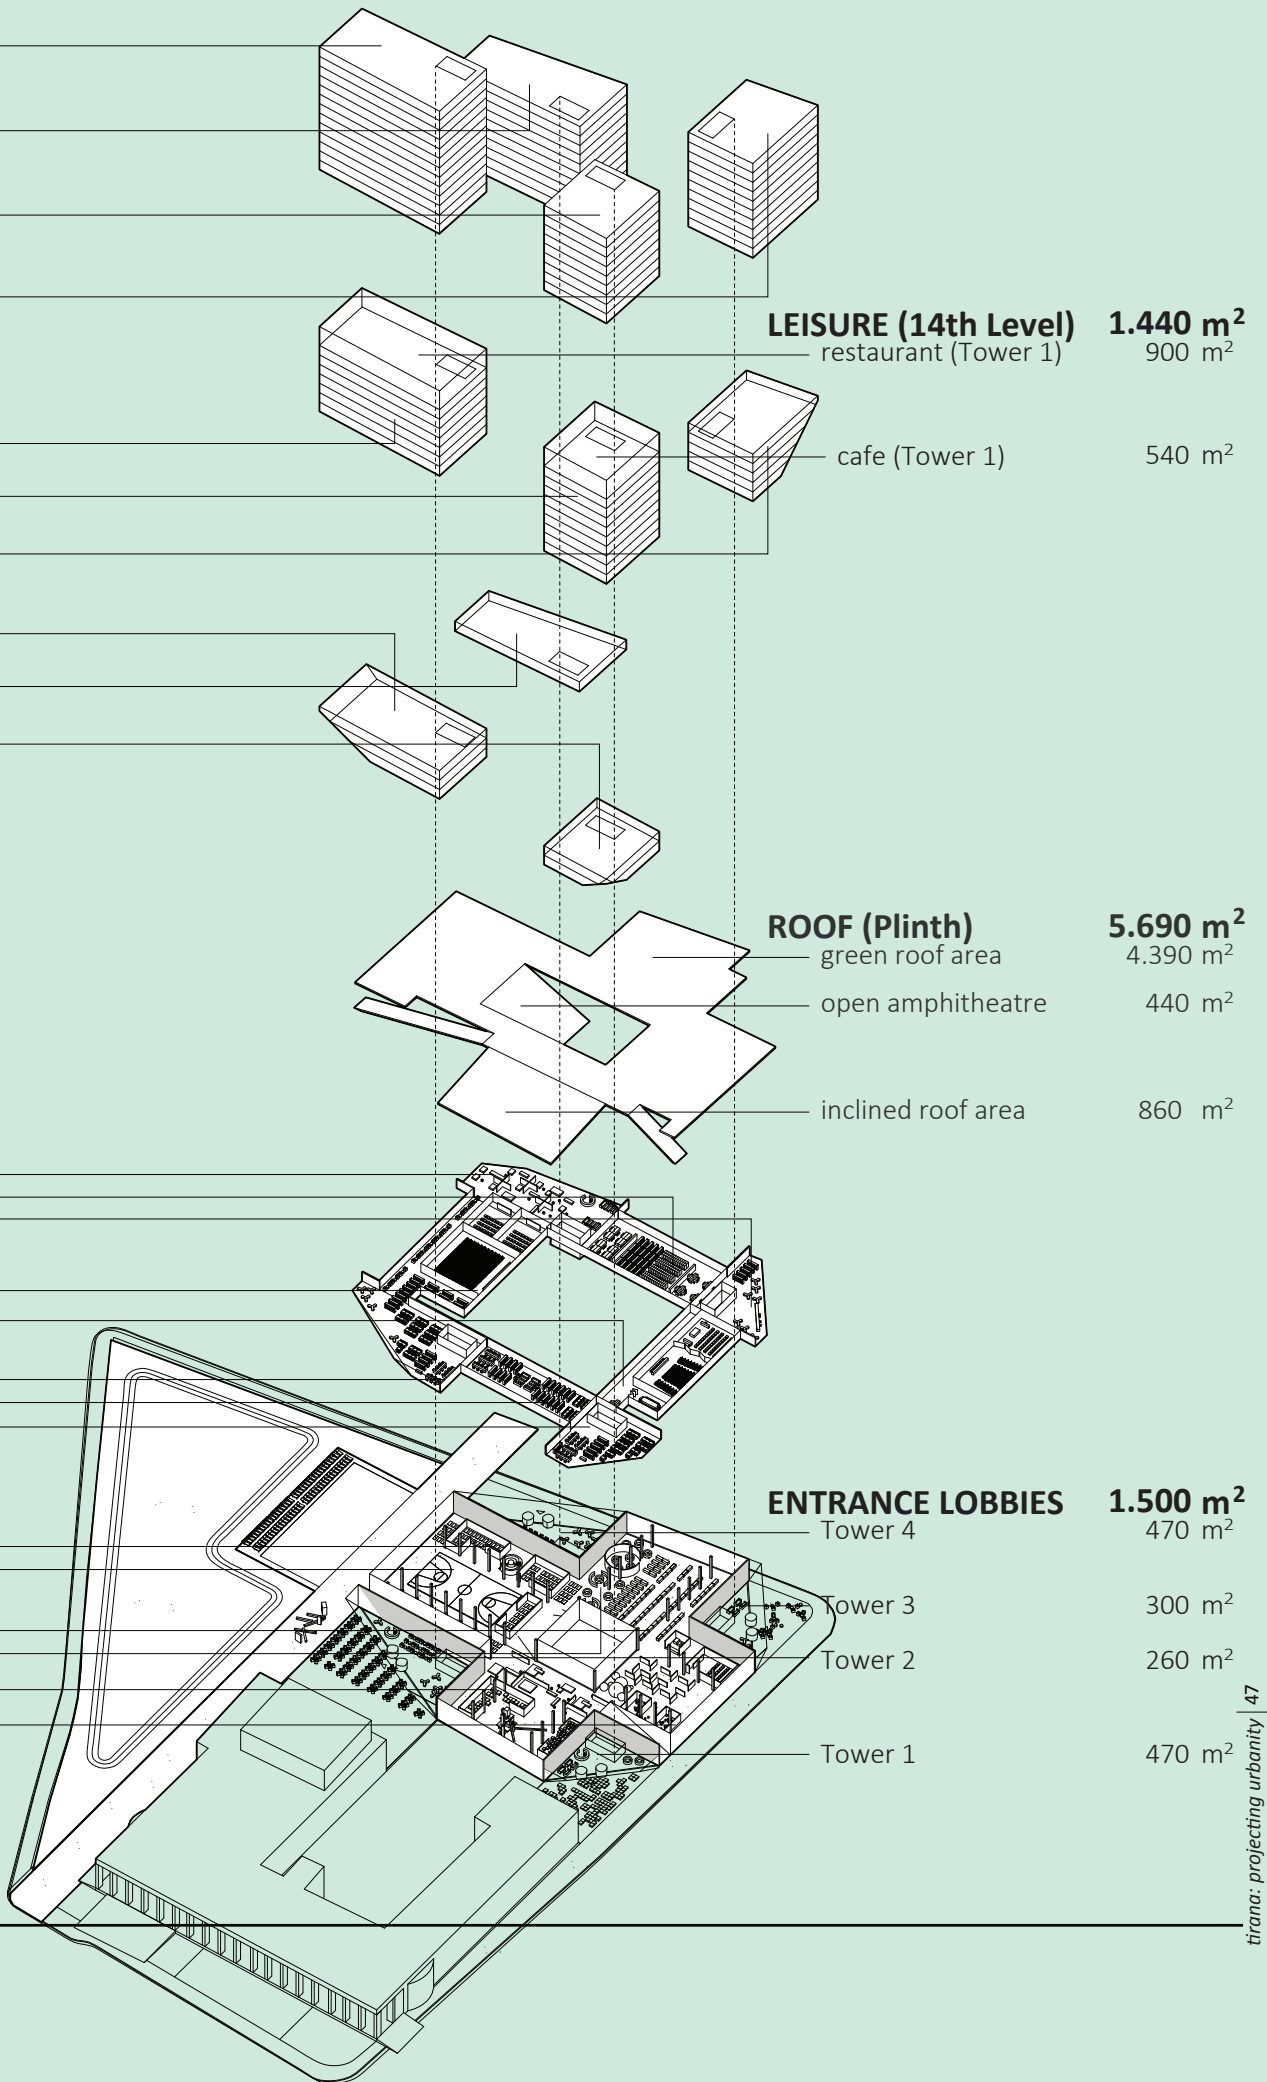 LEISURE (14th Level) 1.440 m²
restaurant (Tower 1) 900 m²
cafe (Tower 1) 540 m²
ROOF (Plinth) 5.690 m²
green roof area 4.390 m²
open amphitheatre 440 m²
inclined roof area 860 m²
ENTRANCE LOBBIES 1.500 m²
Tower 4 470 m²
Tower 3 300 m²
Tower 2 260 m²
Tower 1 470 m²
tirana: projecting urbanity | 47